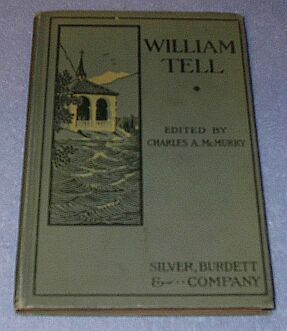 WILLIAM
TELL
EDITED BY
CHARLES A. McMURRY
SILVER, BURDETT
& COMPANY